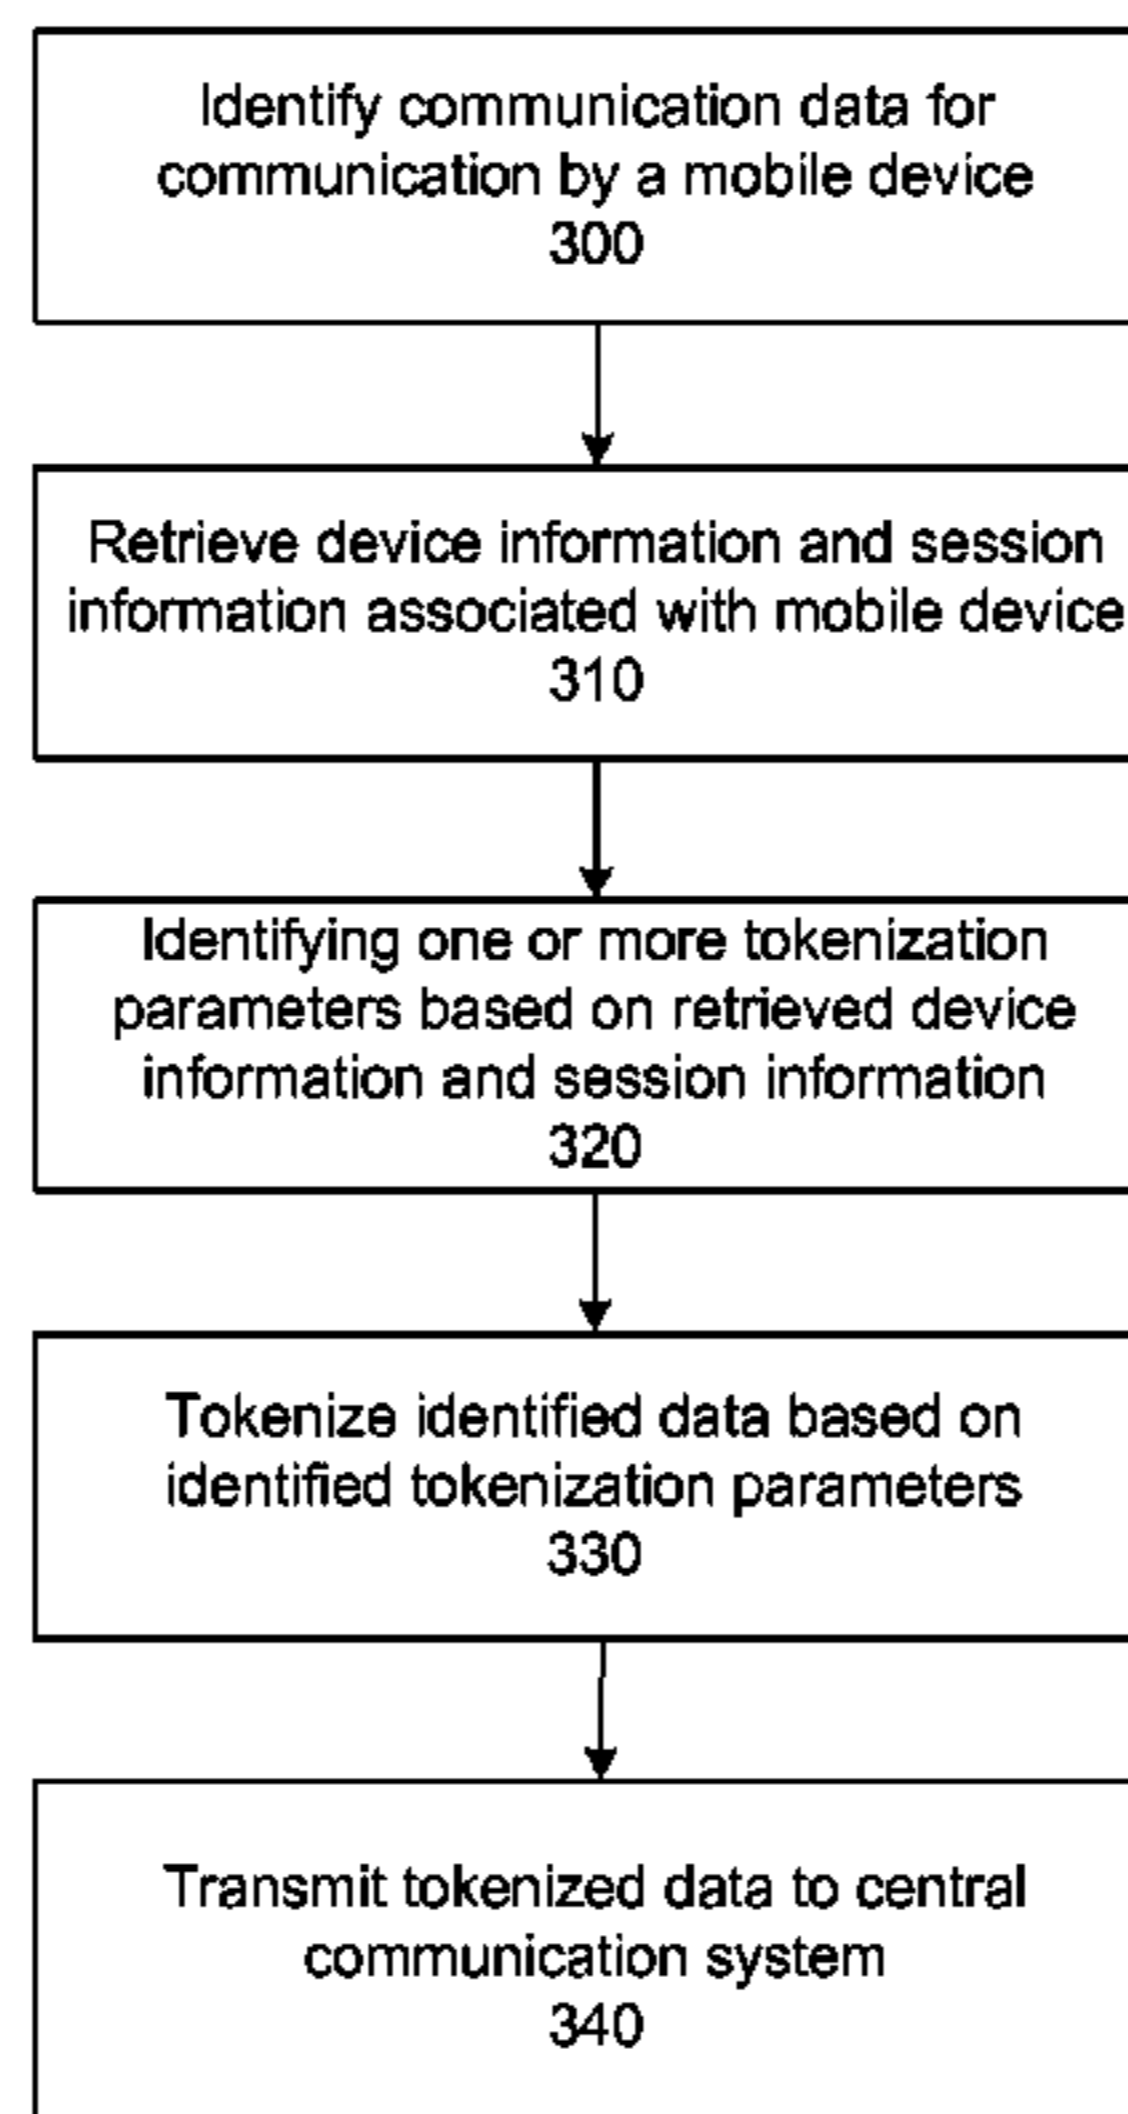 Identify communication data for
communication by a mobile device
300
Retrieve device information and session
information associated with mobile device
310
Identifying one or more tokenization
parameters based on retrieved device
information and session information
320
Tokenize identified data based on
identified tokenization parameters
330
Transmit tokenized data to central
communication system
340